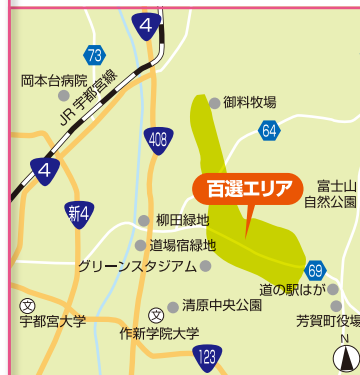 4
73
岡本台病院
JR宇都宮線
御料牧場
408
64
4
百選エリア
富士山
自然公園
新4
柳田緑地
道場宿緑地
グリーンスタジアム
69
道の駅はが
文
宇都宮大学
清原中央公園
文
作新学院大学
芳賀町役場
123
N